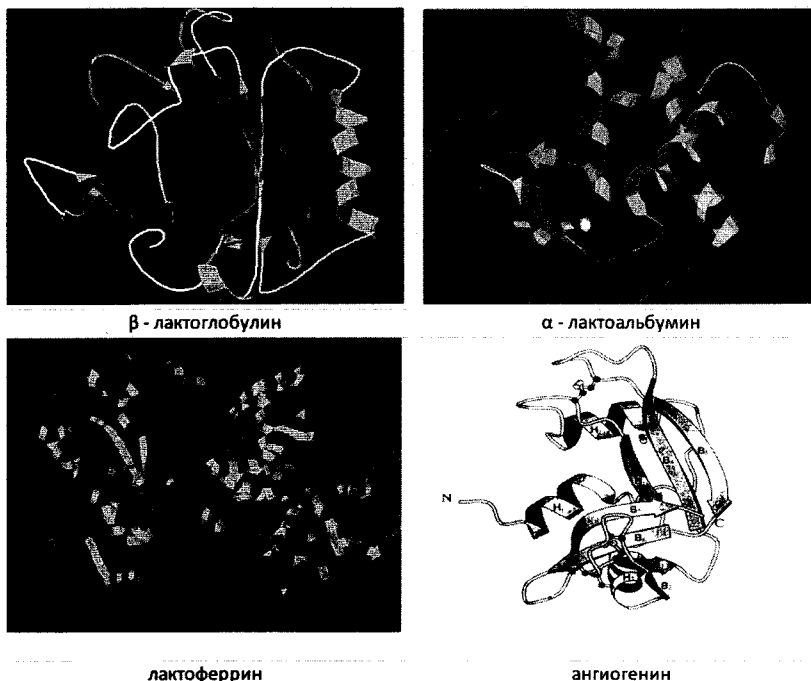 β - лактоглобулин
α - лактоальбумин
N
C
лактоферрин
ангиогенин